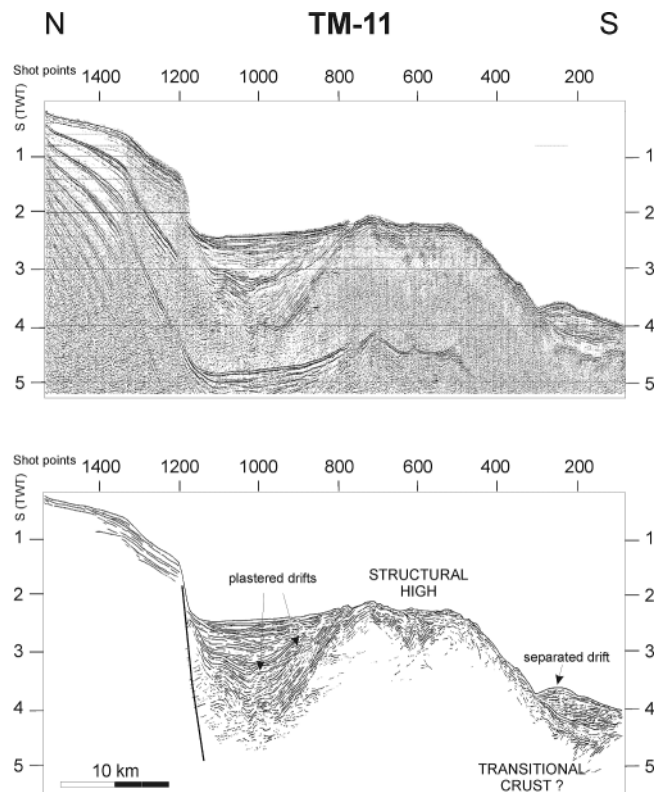 N TM-11 S
Shot points 1400 1200 1000 800 600 400 200
S (TWT)
1 1
2 2
3 3
4 4
5 5
Shot points 1400 1200 1000 800 600 400 200
S (TWT)
1 1
plastered drifts
STRUCTURAL
HIGH
2 2
separated drift
3 3
4 4
5 5
10 km
TRANSITIONAL
CRUST ?